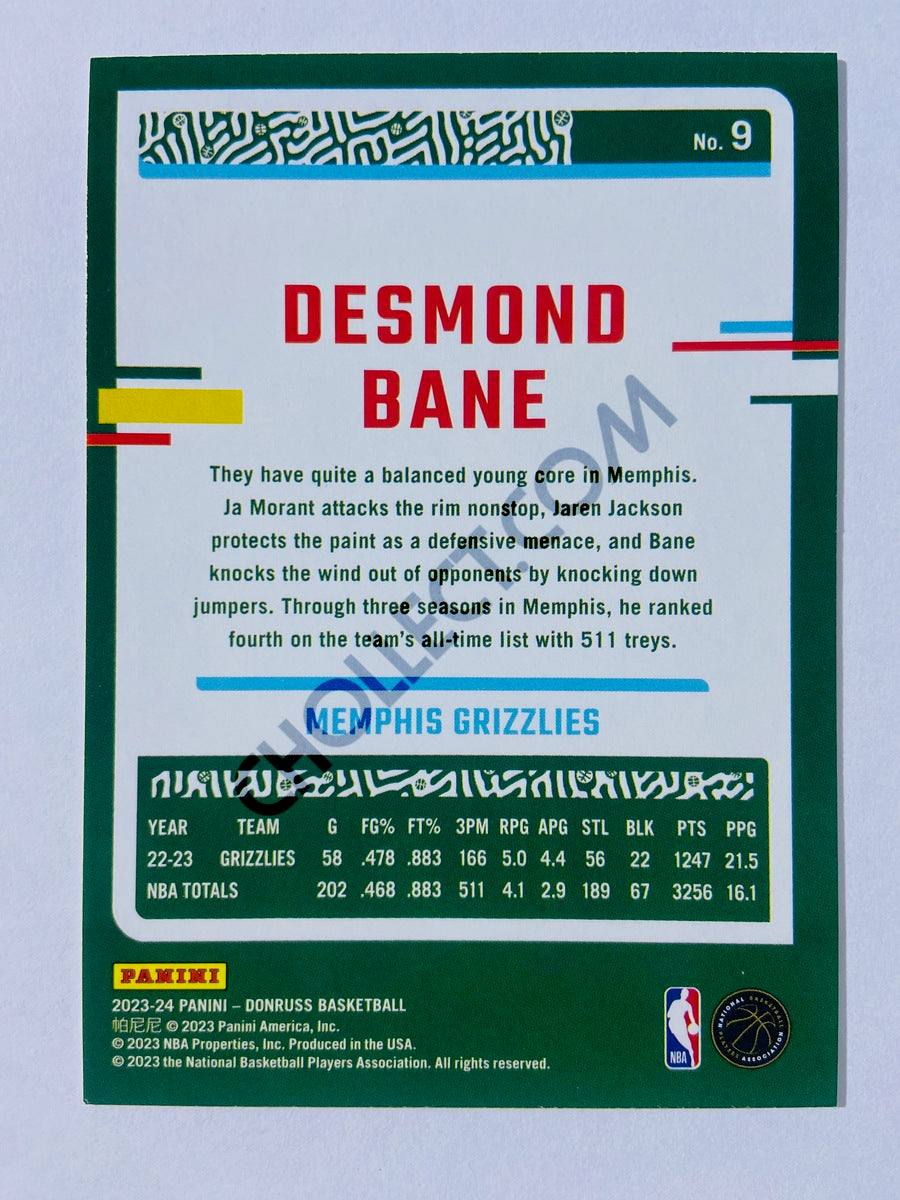 No. 9
DESMOND
BANE
They have quite a balanced young core in Memphis.
Ja Morant attacks the rim nonstop, Jaren Jackson
protects the paint as a defensive menace, and Bane
knocks the wind out of opponents by knocking down
jumpers. Through three seasons in Memphis, he ranked
fourth on the team's all-time list with 511 treys.
MEMPHIS GRIZZLIES
YEAR TEAM G FG% FT% 3PM RPG APG STL BLK PTS PPG
22-23 GRIZZLIES 58 .478 .883 166 5.0 4.4 56 22 1247 21.5
NBA TOTALS 202 .468 .883 511 4.1 2.9 189 67 3256 16.1
PANINI
2023-24 PANINI – DONRUSS BASKETBALL
帕尼尼 © 2023 Panini America, Inc.
© 2023 NBA Properties, Inc. Produced in the USA.
© 2023 the National Basketball Players Association. All rights reserved.
NBA
NATIONAL BASKETBALL
PLAYERS ASSOCIATION
CHOLLECT.COM